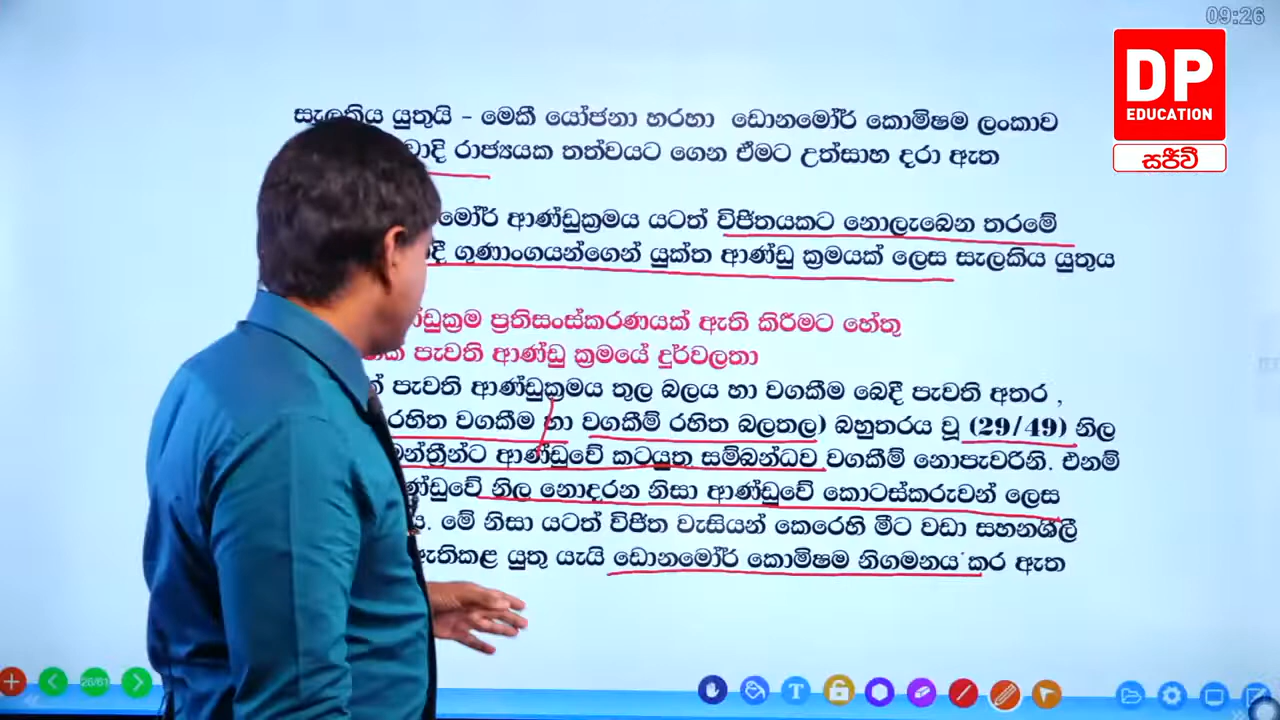 09:26
DP
EDUCATION
සජීවී
සැලකිය යුතුයි - මෙකී යෝජනා හරහා ඩොනමෝර් කොමිෂම ලංකාව
රාජ්‍යයක තත්වයට ගෙන ඒමට උත්සාහ දරා ඇත
ආණ්ඩුක්‍රමය යටත් විජිතයකට නොලැබෙන තරමේ
ගුණාංගයන්ගෙන් යුක්ත ආණ්ඩු ක්‍රමයක් ලෙස සැලකිය යුතුය
ප්‍රතිසංස්කරණයක් ඇති කිරීමට හේතු
පැවති ආණ්ඩු ක්‍රමයේ දුර්වලතා
පැවති ආණ්ඩුක්‍රමය තුල බලය හා වගකීම බෙදී පැවති අතර ,
රහිත වගකීම හා වගකීම් රහිත බලතල) බහුතරය වූ (29/49) නිල
ආණ්ඩුවේ කටයුතු සම්බන්ධව වගකීම් නොපැවරිනි. එනම්
නිල නොදරන නිසා ආණ්ඩුවේ කොටස්කරුවන් ලෙස
මේ නිසා යටත් විජිත වැසියන් කෙරෙහි මීට වඩා සහනශීලී
ඇතිකළ යුතු යැයි ඩොනමෝර් කොමිෂම නිගමනය කර ඇත
26/61